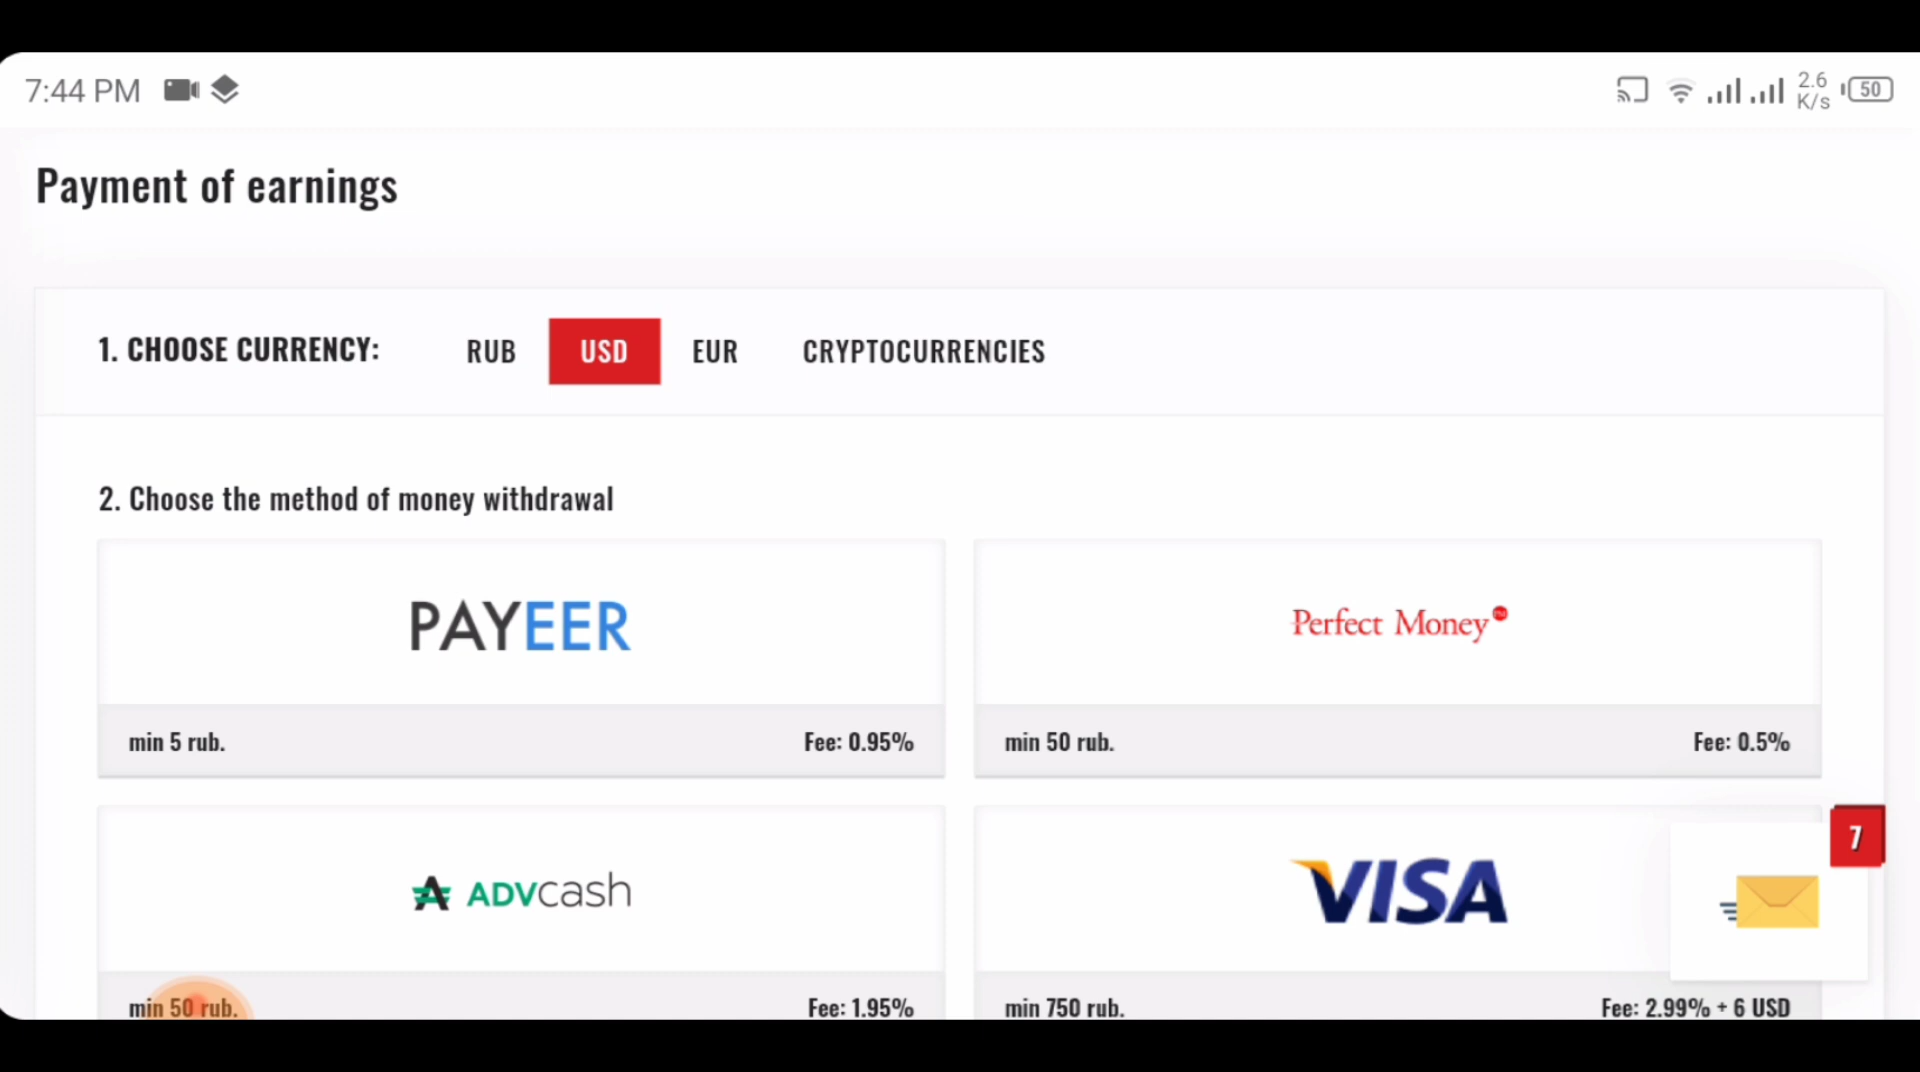 7:44 PM
2.6 K/s
50
Payment of earnings
1. CHOOSE CURRENCY: RUB USD EUR CRYPTOCURRENCIES
2. Choose the method of money withdrawal
PAYEER
Perfect Money
min 5 rub. Fee: 0.95%
min 50 rub. Fee: 0.5%
7
ADVcash
VISA
min 50 rub. Fee: 1.95%
min 750 rub. Fee: 2.99% + 6 USD